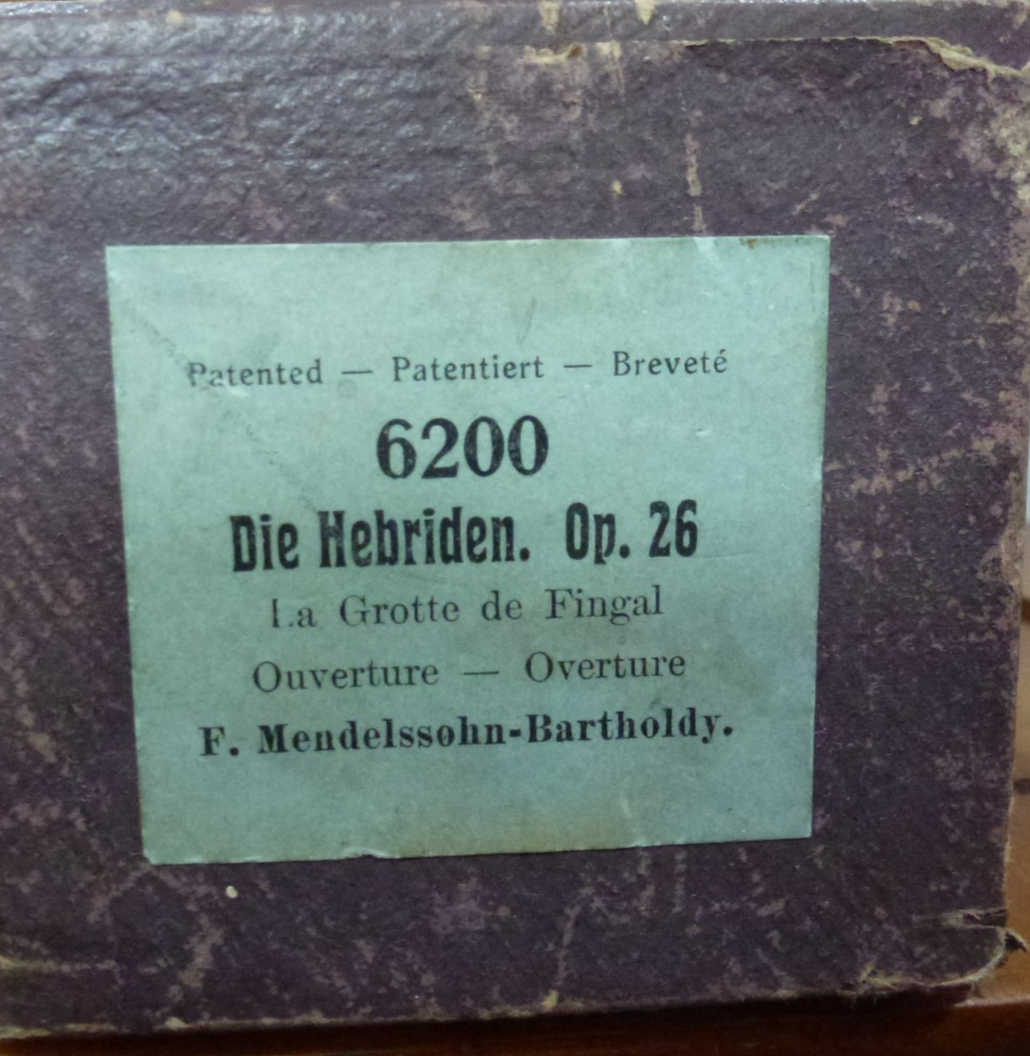 Patented — Patentiert — Breveté
6200
Die Hebriden. Op. 26
La Grotte de Fingal
Ouverture — Overture
F. Mendelssohn-Bartholdy.